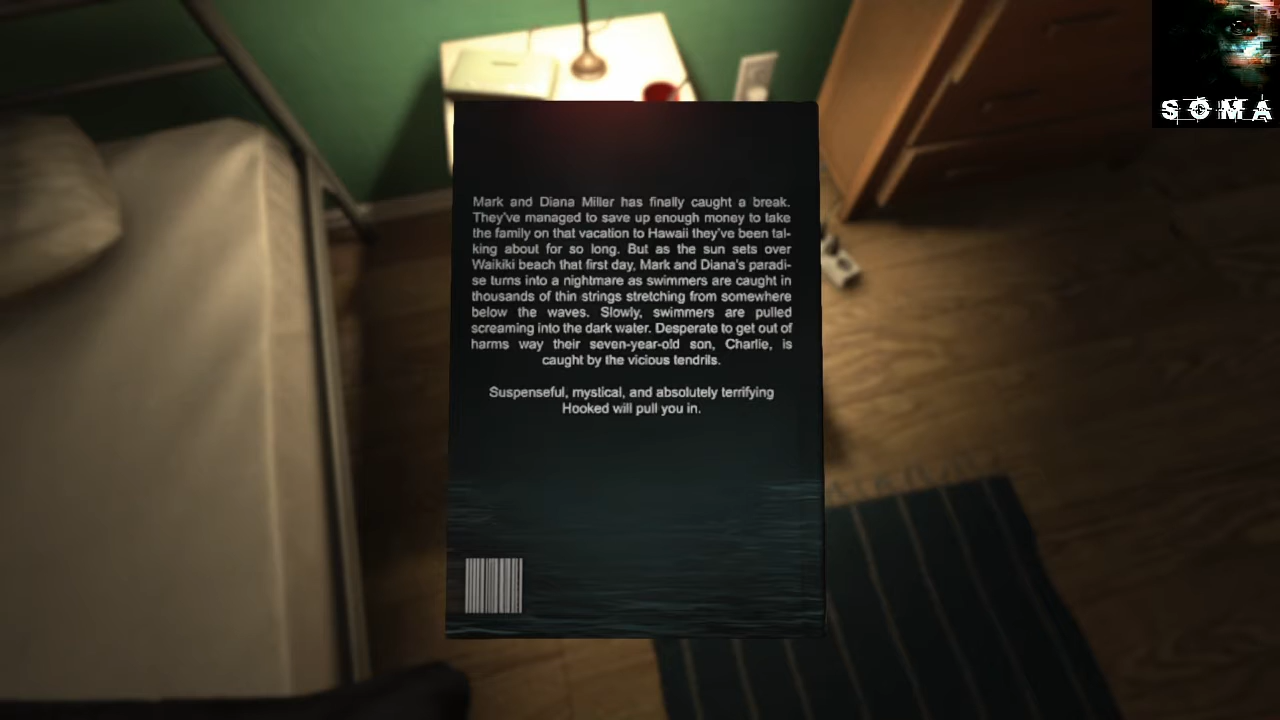 SOMA
Mark and Diana Miller has finally caught a break.
They've managed to save up enough money to take
the family on that vacation to Hawaii they've been tal-
king about for so long. But as the sun sets over
Waikiki beach that first day, Mark and Diana's paradi-
se turns into a nightmare as swimmers are caught in
thousands of thin strings stretching from somewhere
below the waves. Slowly, swimmers are pulled
screaming into the dark water. Desperate to get out of
harms way their seven-year-old son, Charlie, is
caught by the vicious tendrils.
Suspenseful, mystical, and absolutely terrifying
Hooked will pull you in.